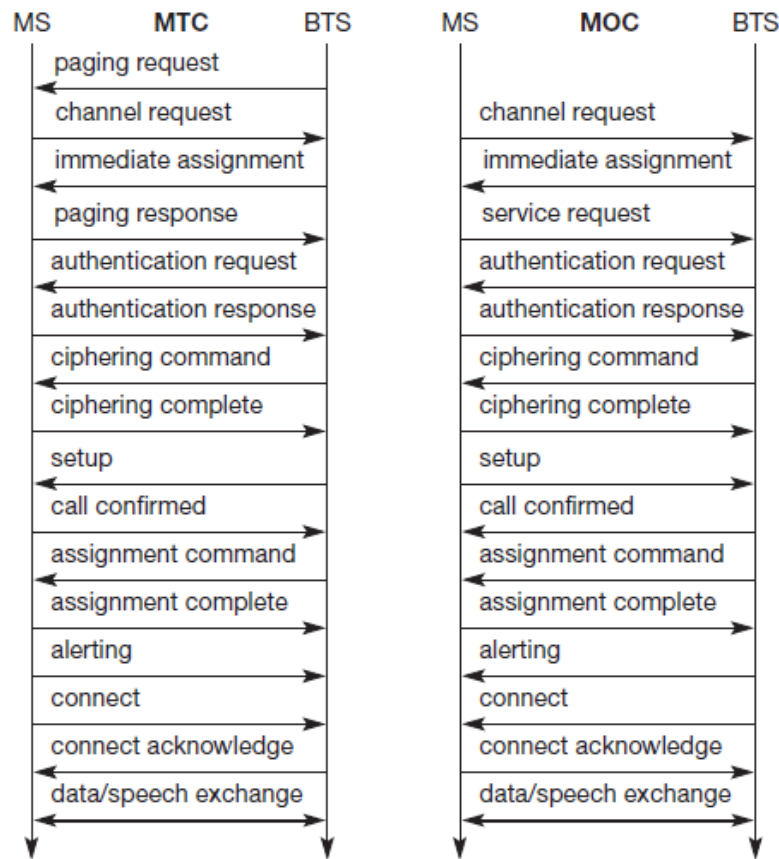 MS MTC BTS MS MOC BTS
paging request
channel request channel request
immediate assignment immediate assignment
paging response service request
authentication request authentication request
authentication response authentication response
ciphering command ciphering command
ciphering complete ciphering complete
setup setup
call confirmed call confirmed
assignment command assignment command
assignment complete assignment complete
alerting alerting
connect connect
connect acknowledge connect acknowledge
data/speech exchange data/speech exchange